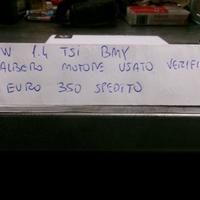 W 1.4 TSI BMY
ALBERO MOTORE USATO VERIFI
EURO 350 SPEDITO